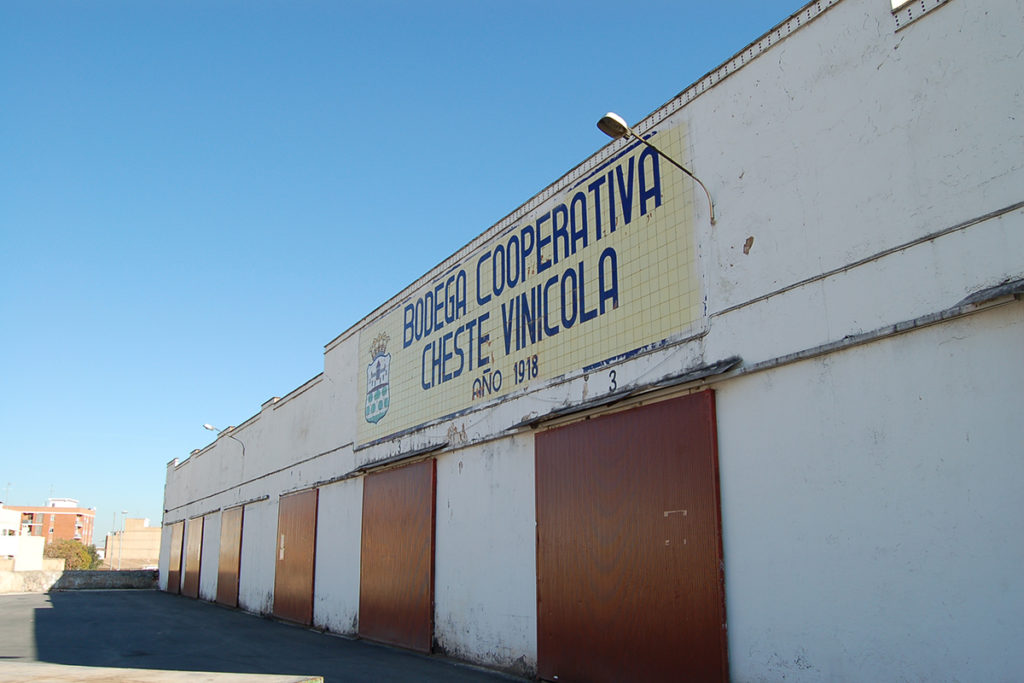 BODEGA COOPERATIVA
CHESTE VINICOLA
AÑO 1918
3